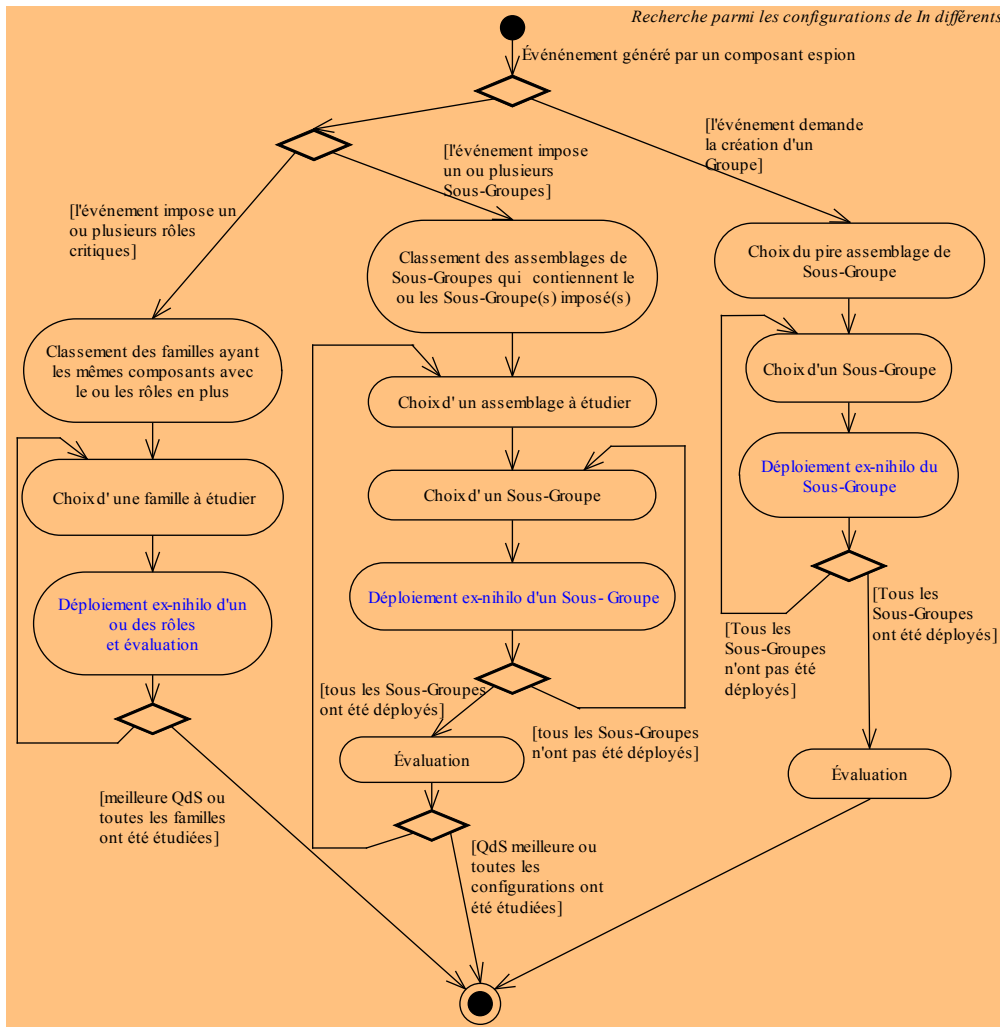 Recherche parmi les configurations de In différents
Événénement généré par un composant espion
[l'événement demande
la création d'un
Groupe]
[l'événement impose
un ou plusieurs
Sous-Groupes]
[l'événement impose un
ou plusieurs rôles
critiques]
Classement des assemblages de
Sous-Groupes qui contiennent le
ou les Sous-Groupe(s) imposé(s)
Choix du pire assemblage de
Sous-Groupe
Classement des familles ayant
les mêmes composants avec
le ou les rôles en plus
Choix d' un assemblage à étudier
Choix d'un Sous-Groupe
Choix d' une famille à étudier
Choix d' un Sous-Groupe
Déploiement ex-nihilo du
Sous-Groupe
Déploiement ex-nihilo d'un
ou des rôles
et évaluation
Déploiement ex-nihilo d'un Sous- Groupe
[Tous les
Sous-Groupes
n'ont pas été
déployés]
[Tous les
Sous-Groupes
ont été déployés]
[tous les Sous-Groupes
ont été déployés]
[tous les Sous-Groupes
n'ont pas été déployés]
Évaluation
Évaluation
[meilleure QdS ou
toutes les familles
ont été étudiées]
[QdS meilleure ou
toutes les
configurations ont
été étudiées]